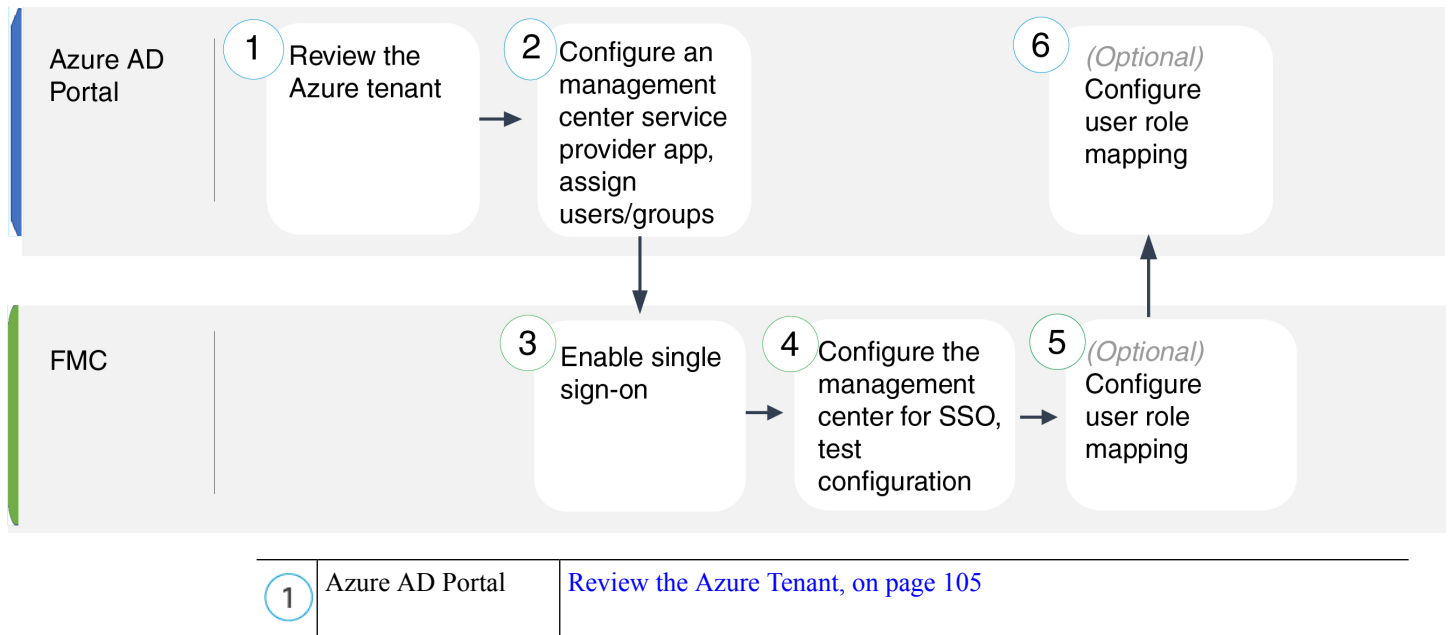 Azure AD
Portal
1
Review the
Azure tenant
2
Configure an
management
center service
provider app,
assign
users/groups
6
(Optional)
Configure
user role
mapping
FMC
3
Enable single
sign-on
4
Configure the
management
center for SSO,
test
configuration
5
(Optional)
Configure
user role
mapping
1
Azure AD Portal
Review the Azure Tenant, on page 105